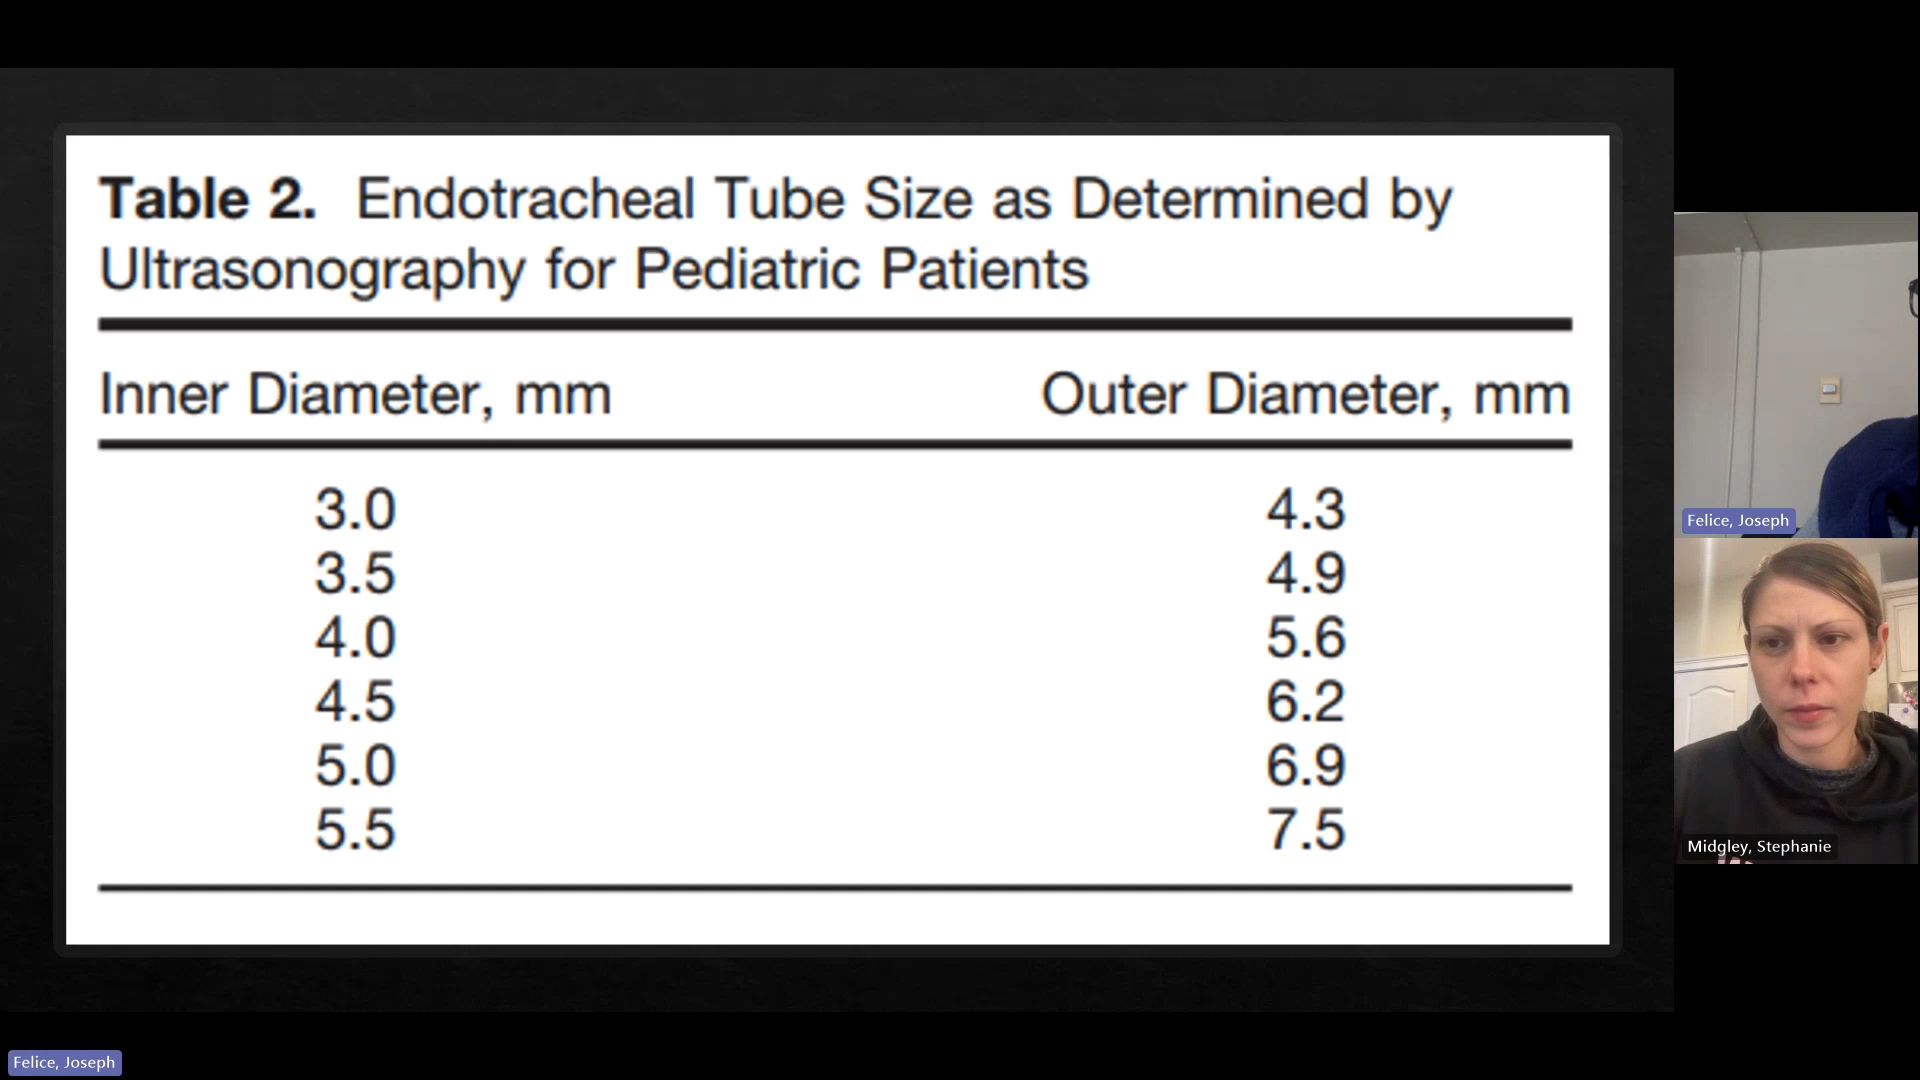 Table 2. Endotracheal Tube Size as Determined by
Ultrasonography for Pediatric Patients
Inner Diameter, mm Outer Diameter, mm
3.0 4.3
3.5 4.9
4.0 5.6
4.5 6.2
5.0 6.9
5.5 7.5
Felice, Joseph
Midgley, Stephanie
Felice, Joseph